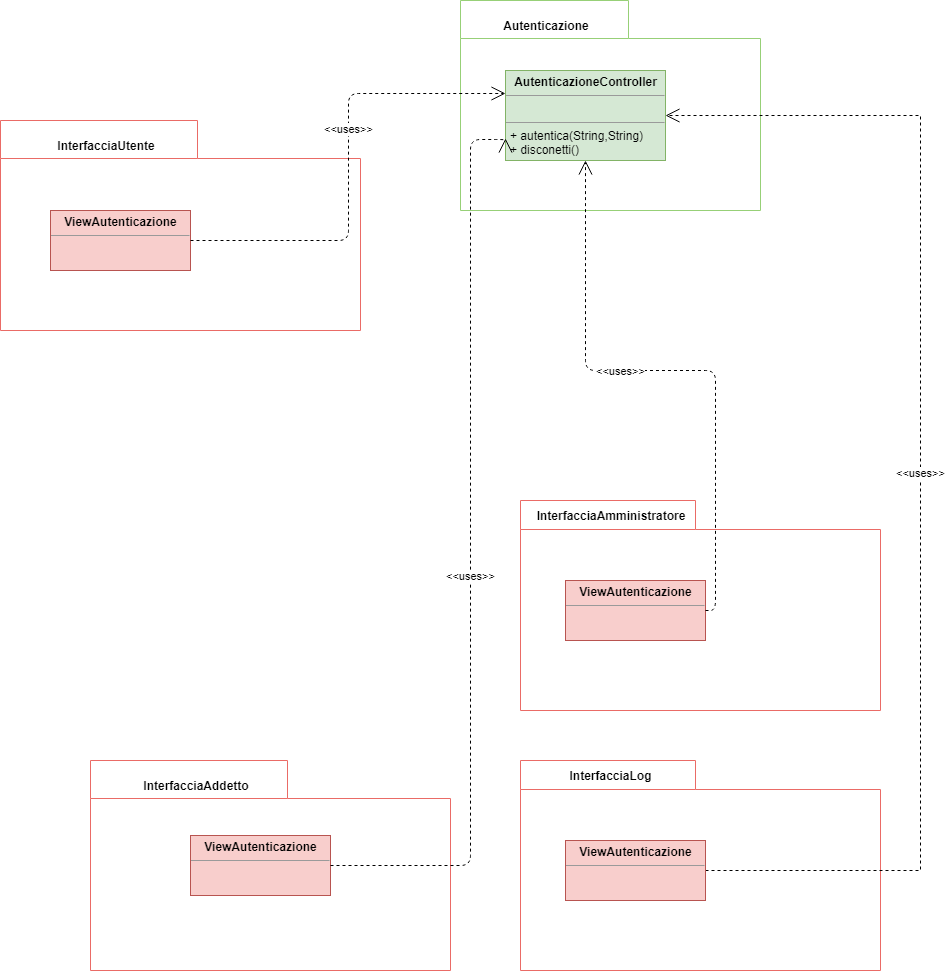 Autenticazione
AutenticazioneController
+ autentica(String,String)
+ disconetti()
<<uses>>
InterfacciaUtente
ViewAutenticazione
<<uses>>
<<uses>>
InterfacciaAmministratore
ViewAutenticazione
<<uses>>
InterfacciaAddetto
ViewAutenticazione
InterfacciaLog
ViewAutenticazione